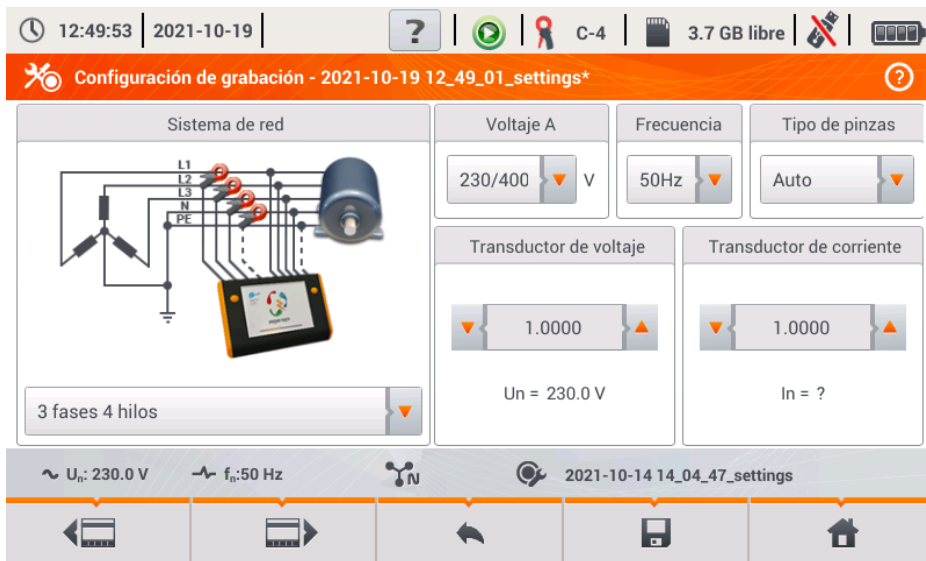 12:49:53 2021-10-19 ? C-4 3.7 GB libre
Configuración de grabación - 2021-10-19 12_49_01_settings* ?
Sistema de red
L1
L2
L3
N
PE
3 fases 4 hilos
Voltaje A
230/400 V
Frecuencia
50Hz
Tipo de pinzas
Auto
Transductor de voltaje
1.0000
Un = 230.0 V
Transductor de corriente
1.0000
In = ?
Un: 230.0 V fn:50 Hz N 2021-10-14 14_04_47_settings